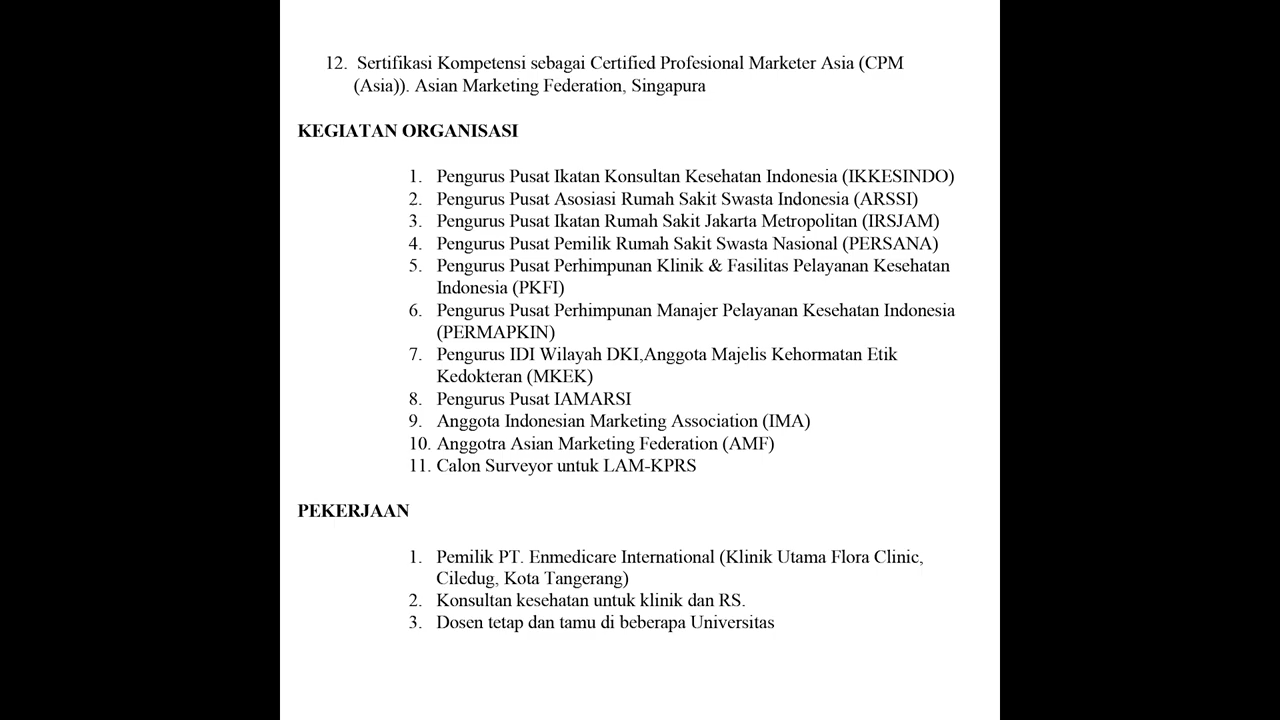 12. Sertifikasi Kompetensi sebagai Certified Profesional Marketer Asia (CPM
(Asia)). Asian Marketing Federation, Singapura
KEGIATAN ORGANISASI
1. Pengurus Pusat Ikatan Konsultan Kesehatan Indonesia (IKKESINDO)
2. Pengurus Pusat Asosiasi Rumah Sakit Swasta Indonesia (ARSSI)
3. Pengurus Pusat Ikatan Rumah Sakit Jakarta Metropolitan (IRSJAM)
4. Pengurus Pusat Pemilik Rumah Sakit Swasta Nasional (PERSANA)
5. Pengurus Pusat Perhimpunan Klinik & Fasilitas Pelayanan Kesehatan
Indonesia (PKFI)
6. Pengurus Pusat Perhimpunan Manajer Pelayanan Kesehatan Indonesia
(PERMAPKIN)
7. Pengurus IDI Wilayah DKI,Anggota Majelis Kehormatan Etik
Kedokteran (MKEK)
8. Pengurus Pusat IAMARSI
9. Anggota Indonesian Marketing Association (IMA)
10. Anggotra Asian Marketing Federation (AMF)
11. Calon Surveyor untuk LAM-KPRS
PEKERJAAN
1. Pemilik PT. Enmedicare International (Klinik Utama Flora Clinic,
Ciledug, Kota Tangerang)
2. Konsultan kesehatan untuk klinik dan RS.
3. Dosen tetap dan tamu di beberapa Universitas